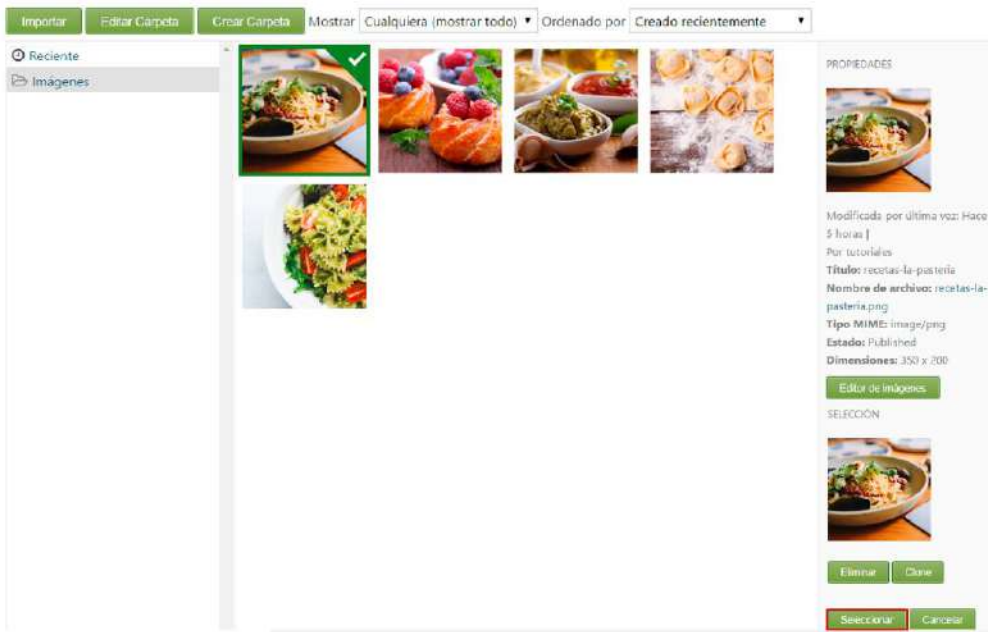 Importar Editar Carpeta Crear Carpeta Mostrar Cualquiera (mostrar todo) Ordenado por Creado recientemente
Reciente
Imágenes
PROPIEDADES
Modificada por última vez: Hace
5 horas |
Por tutoriales
Título: recetas-la-pasteria
Nombre de archivo: recetas-la-
pasteria.png
Tipo MIME: image/png
Estado: Published
Dimensiones: 350 x 200
Editor de imágenes
SELECCIÓN
Eliminar Clone
Seleccionar Cancelar